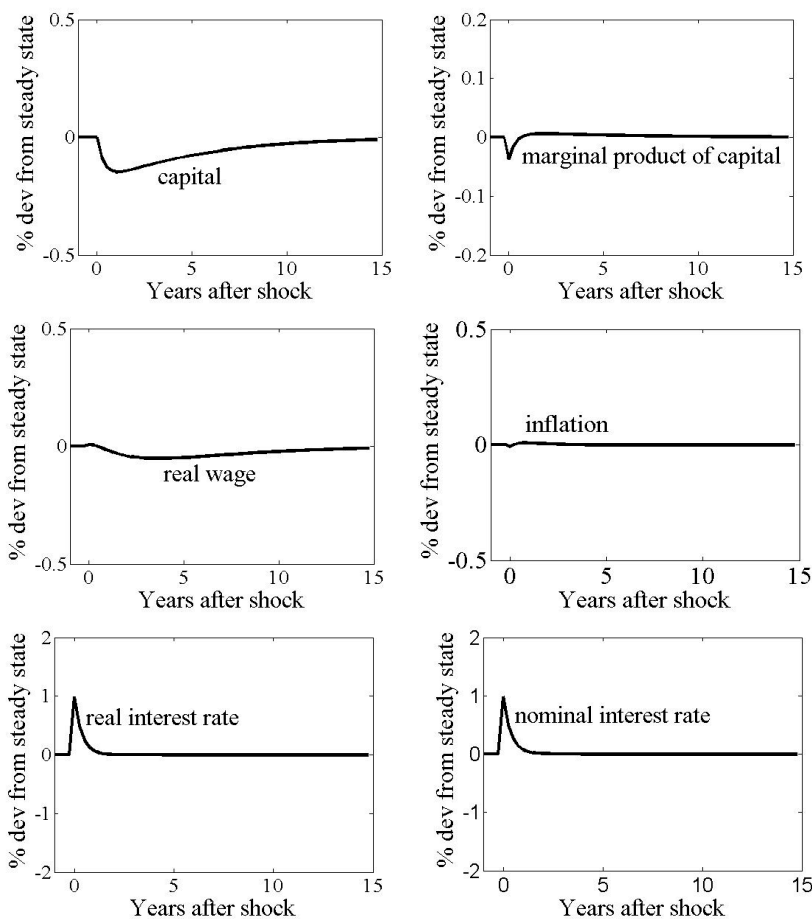 % dev from steady state
0.5
0
-0.5
capital
0 5 10 15
Years after shock
% dev from steady state
0.2
0.1
0
-0.1
-0.2
marginal product of capital
0 5 10 15
Years after shock
% dev from steady state
0.5
0
-0.5
real wage
0 5 10 15
Years after shock
% dev from steady state
0.5
0
-0.5
inflation
0 5 10 15
Years after shock
% dev from steady state
2
1
0
-1
-2
real interest rate
0 5 10 15
Years after shock
% dev from steady state
2
1
0
-1
-2
nominal interest rate
0 5 10 15
Years after shock